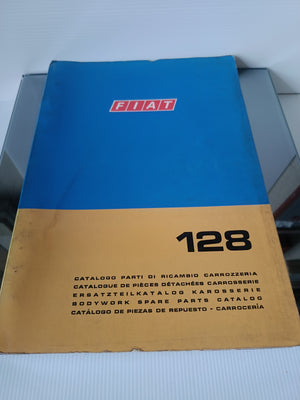 FIAT
128
CATALOGO PARTI DI RICAMBIO CARROZZERIA
CATALOGUE DE PIÈCES DÉTACHÉES CARROSSERIE
ERSATZTEILKATALOG KAROSSERIE
BODYWORK SPARE PARTS CATALOG
CATÁLOGO DE PIEZAS DE REPUESTO - CARROCERÍA